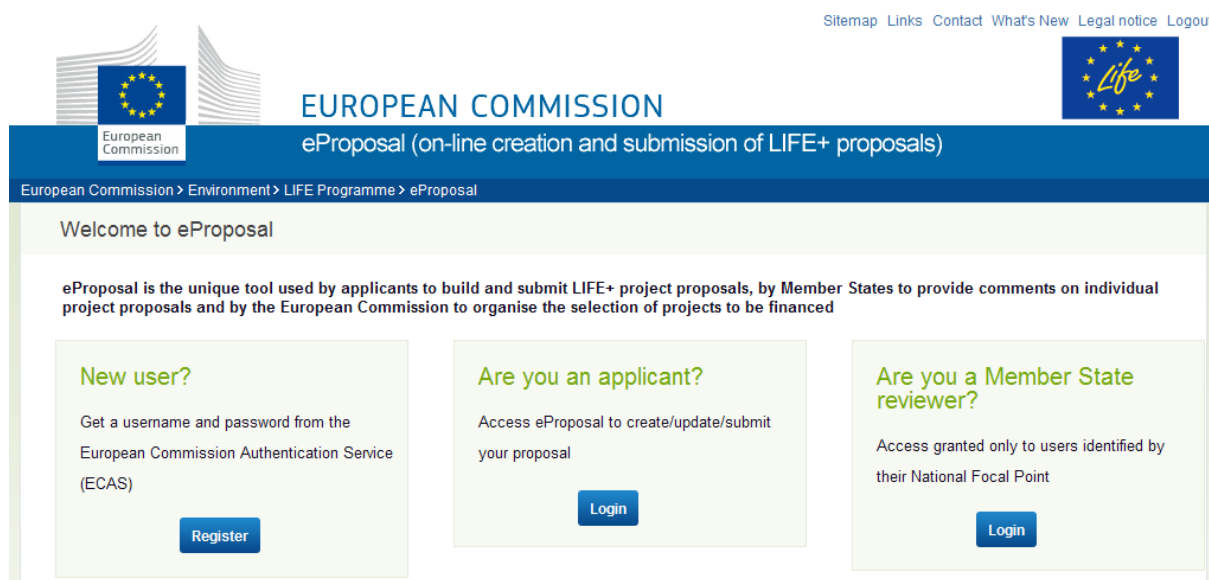 Sitemap Links Contact What's New Legal notice Logou
life
EUROPEAN COMMISSION
European
Commission
eProposal (on-line creation and submission of LIFE+ proposals)
European Commission > Environment > LIFE Programme > eProposal
Welcome to eProposal
eProposal is the unique tool used by applicants to build and submit LIFE+ project proposals, by Member States to provide comments on individual
project proposals and by the European Commission to organise the selection of projects to be financed
New user?
Get a username and password from the
European Commission Authentication Service
(ECAS)
Register
Are you an applicant?
Access eProposal to create/update/submit
your proposal
Login
Are you a Member State
reviewer?
Access granted only to users identified by
their National Focal Point
Login